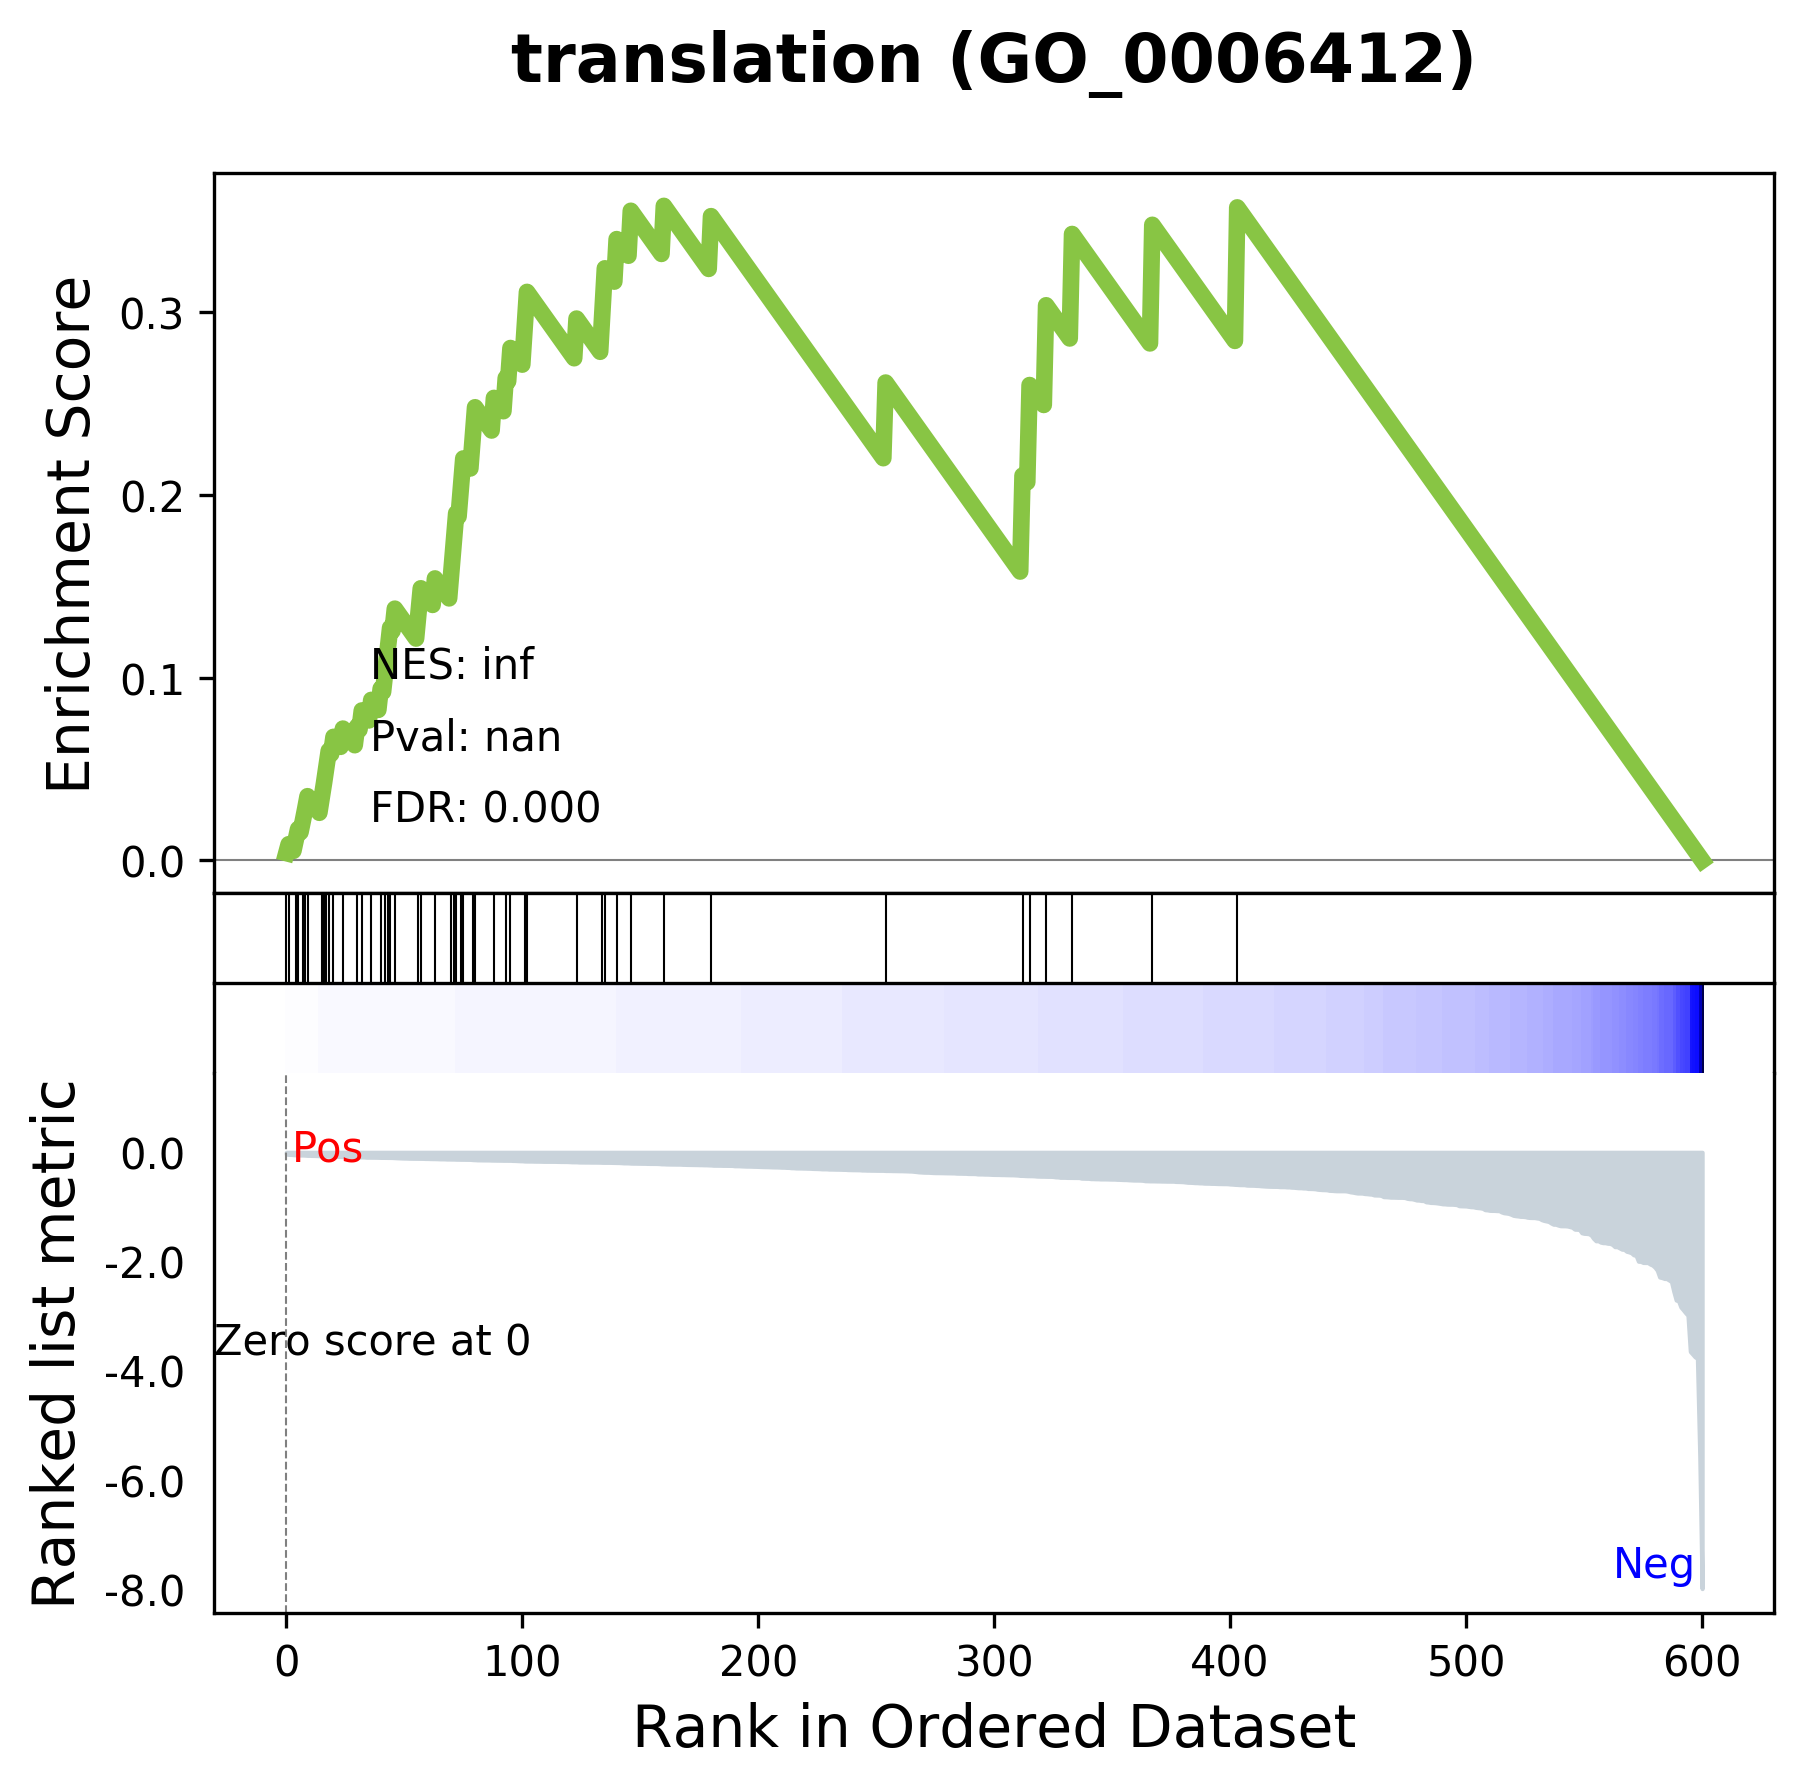 translation (GO_0006412)
Enrichment Score
0.3
0.2
0.1
0.0
NES: inf
Pval: nan
FDR: 0.000
Ranked list metric
0.0
-2.0
-4.0
-6.0
-8.0
Pos
Zero score at 0
Neg
0 100 200 300 400 500 600
Rank in Ordered Dataset